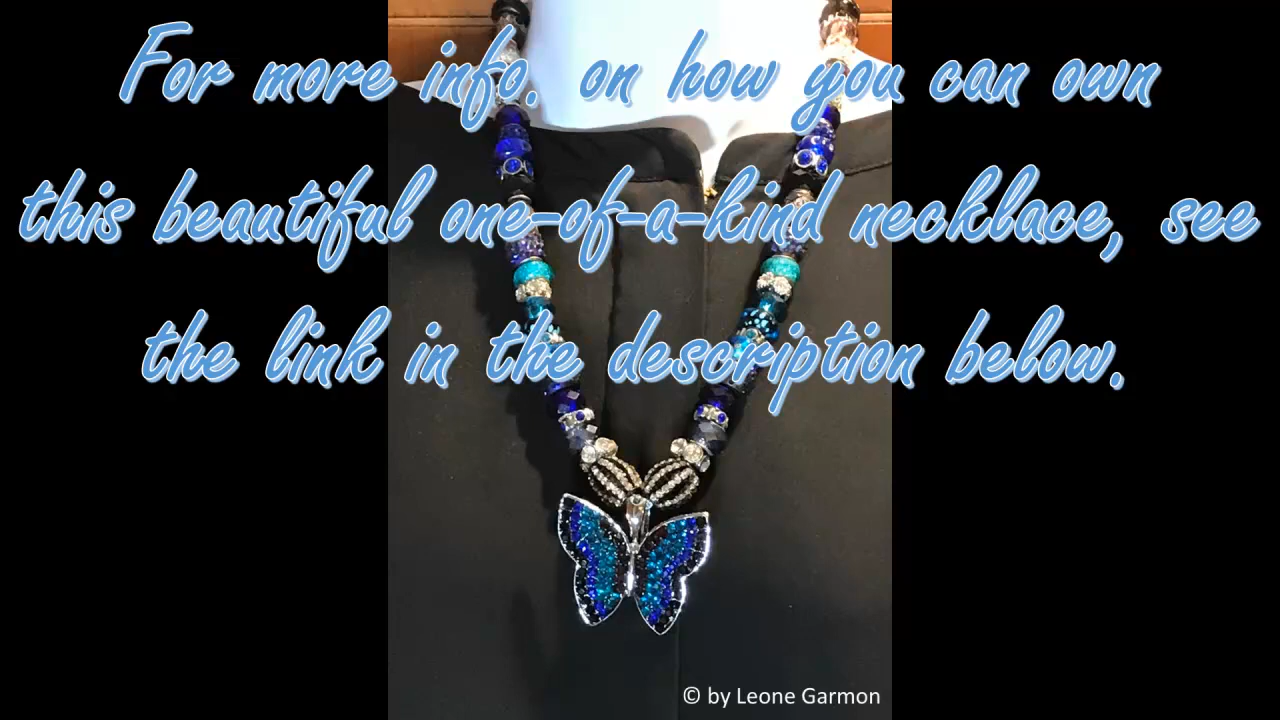 For more info. on how you can own
this beautiful one-of-a-kind necklace, see
the link in the description below.
© by Leone Garmon